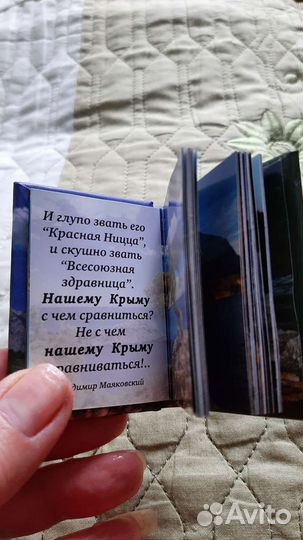 И глупо звать его
“Красная Ницца”,
и скушно звать
“Всесоюзная
здравница”.
Нашему Крыму
с чем сравниться?
Не с чем
нашему Крыму
равниваться!..
димир Маяковский
Avito